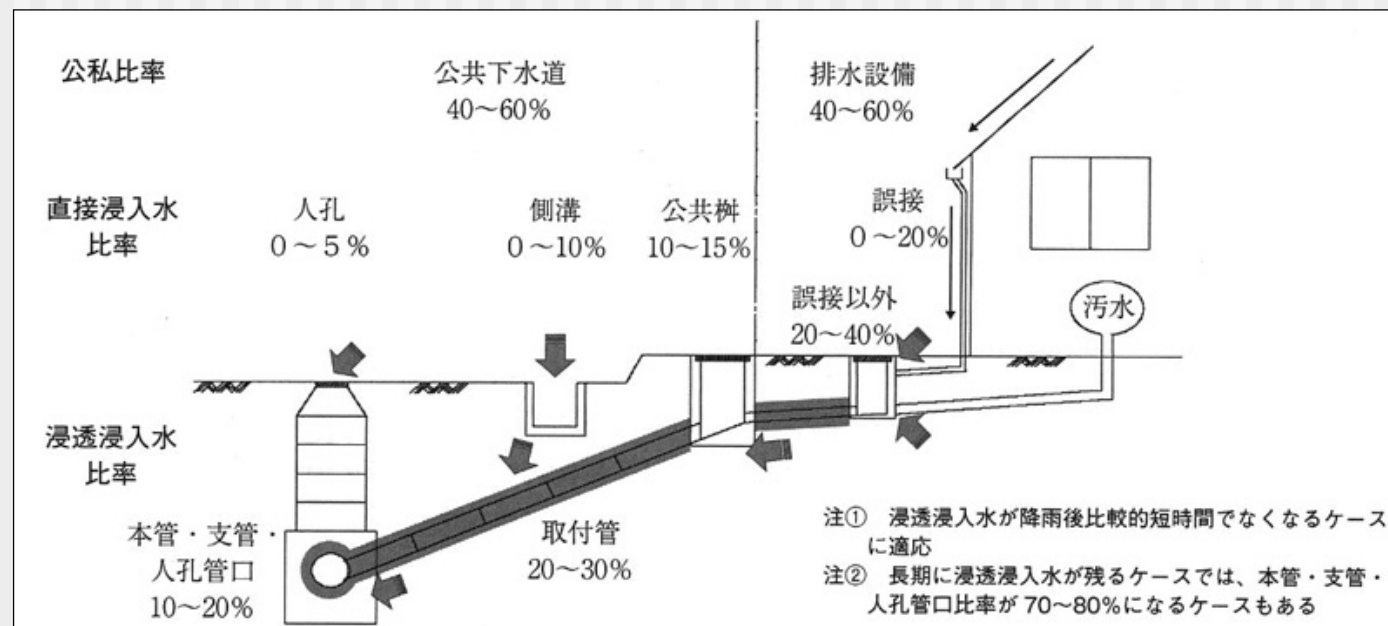 公私比率
公共下水道
40～60%
排水設備
40～60%
直接浸入水
比率
人孔
0～5%
側溝
0～10%
公共桝
10～15%
誤接
0～20%
誤接以外
20～40%
汚水
浸透浸入水
比率
本管・支管・
人孔管口
10～20%
取付管
20～30%
注① 浸透浸入水が降雨後比較的短時間でなくなるケース
に適応
注② 長期に浸透浸入水が残るケースでは、本管・支管・
人孔管口比率が 70～80%になるケースもある